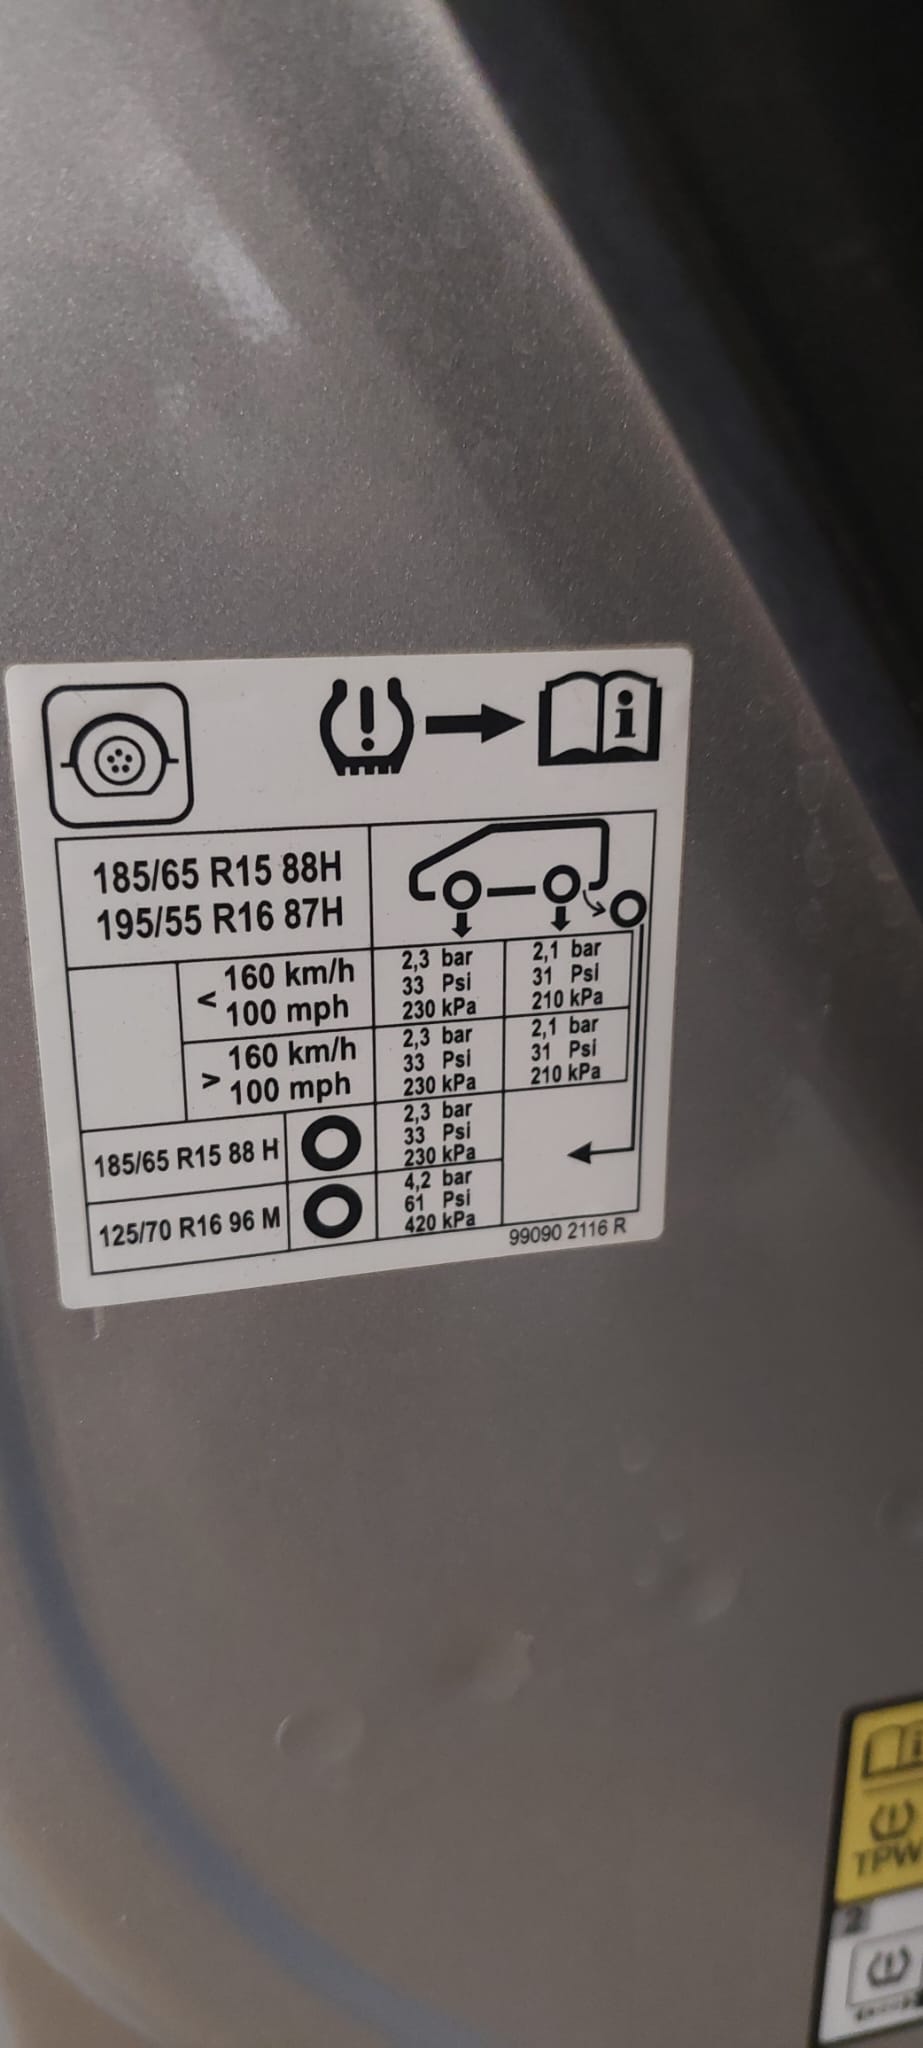 185/65 R15 88H
195/55 R16 87H
< 160 km/h
100 mph
2,3 bar
33 Psi
230 kPa
2,1 bar
31 Psi
210 kPa
> 160 km/h
100 mph
2,3 bar
33 Psi
230 kPa
2,1 bar
31 Psi
210 kPa
185/65 R15 88 H
2,3 bar
33 Psi
230 kPa
125/70 R16 96 M
4,2 bar
61 Psi
420 kPa
99090 2116 R
i
TPW
2